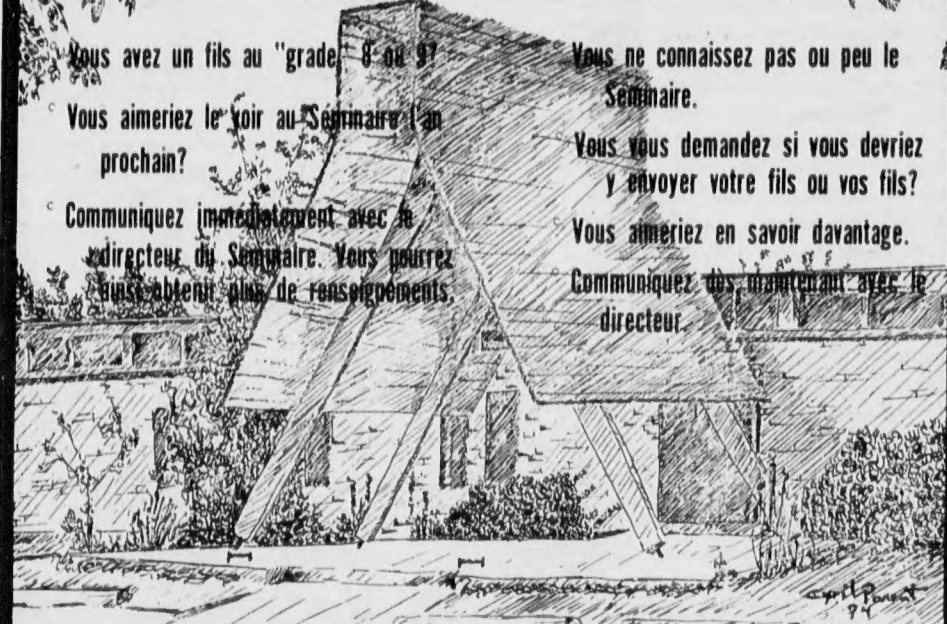 Vous avez un fils au "grade" 8 ou 9?
Vous aimeriez le voir au Séminaire l'an
prochain?
Communiquez immédiatement avec le
directeur du Séminaire. Vous pourrez
ainsi obtenir plus de renseignements.
Vous ne connaissez pas ou peu le
Séminaire.
Vous vous demandez si vous devriez
y envoyer votre fils ou vos fils?
Vous aimeriez en savoir davantage.
Communiquez dès maintenant avec le
directeur.
Cyril Parent